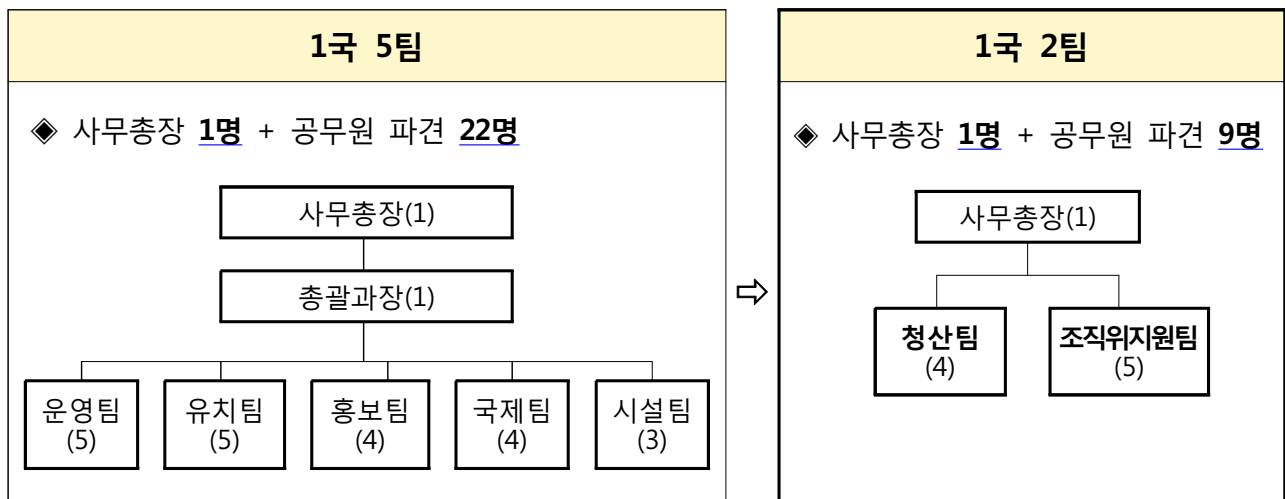 1국 5팀
◈ 사무총장 1명 + 공무원 파견 22명
사무총장(1)
총괄과장(1)
운영팀
(5)
유치팀
(5)
홍보팀
(4)
국제팀
(4)
시설팀
(3)
⇨
1국 2팀
◈ 사무총장 1명 + 공무원 파견 9명
사무총장(1)
청산팀
(4)
조직위지원팀
(5)